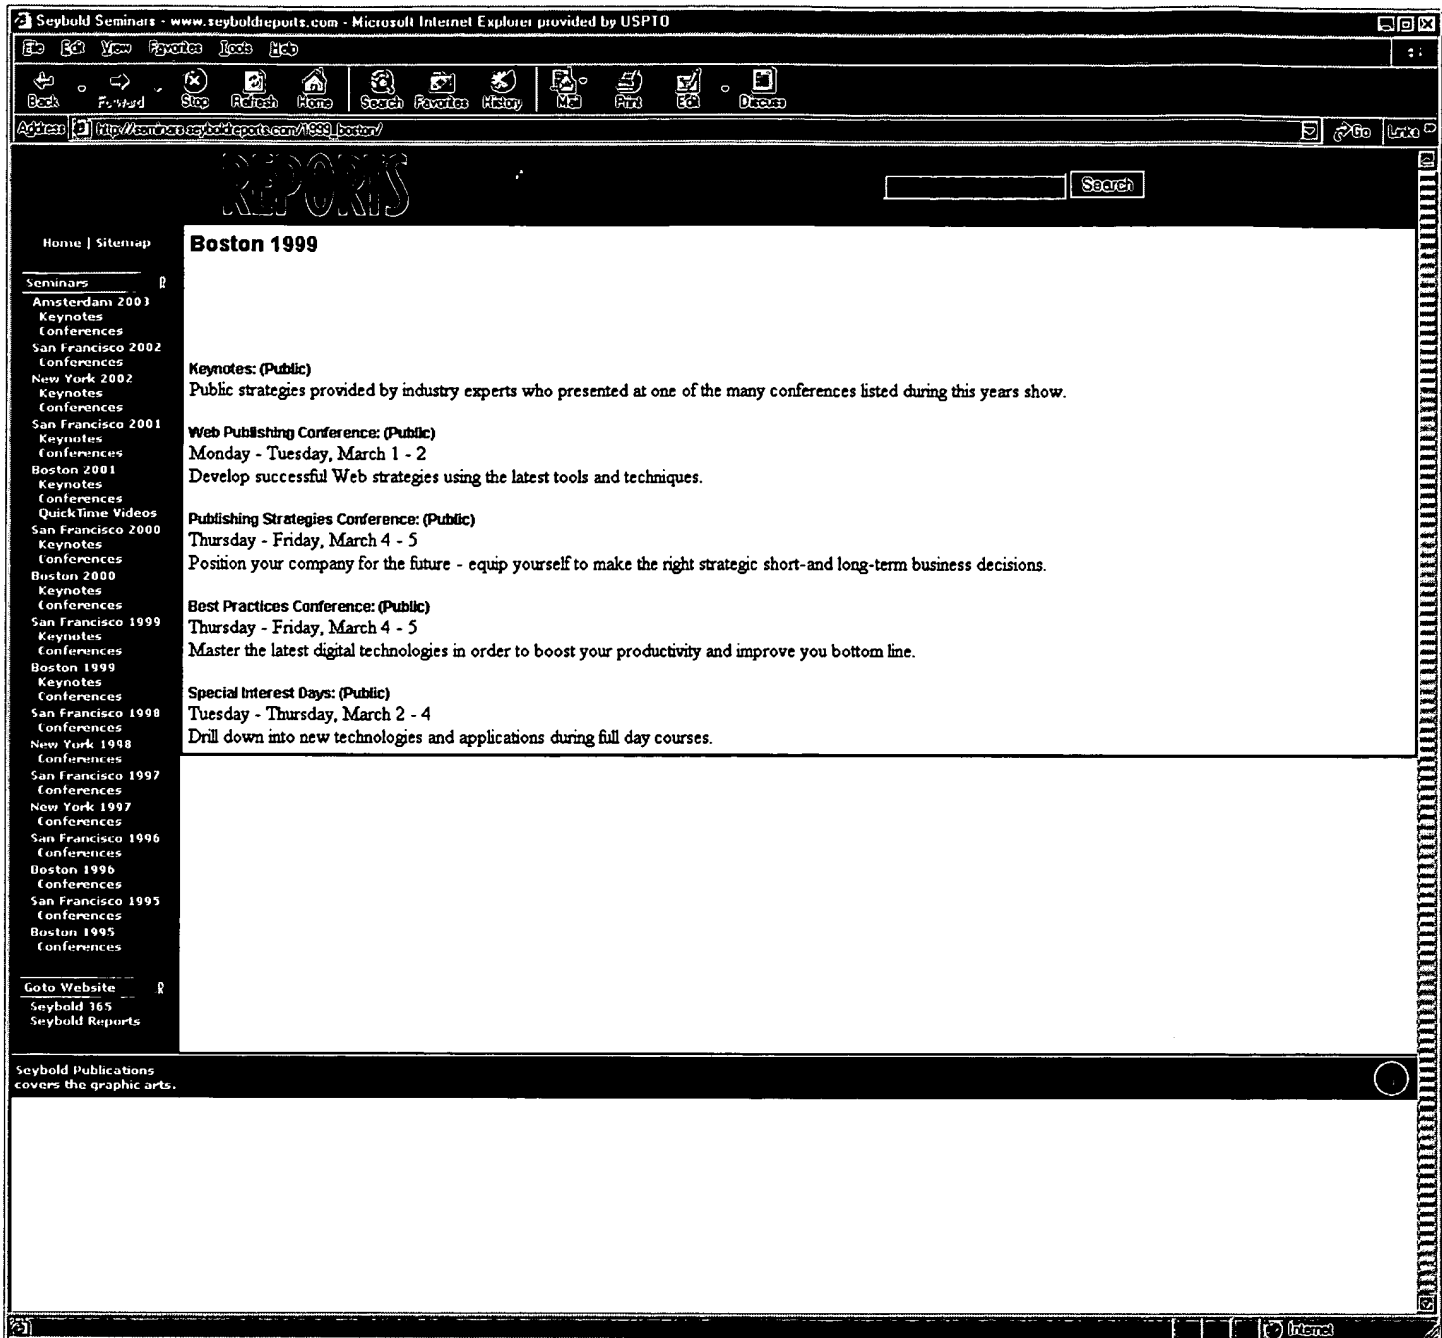 Seybold Seminars - www.seyboldreports.com - Microsoft Internet Explorer provided by USPTO
File Edit View Favorites Tools Help
Back Forward Stop Refresh Home Search Favorites History Mail Print Edit Discuss
Address http://seminars.seyboldreports.com/1999_boston/ Go Links »
REPORTS
Search
Home | Sitemap
Seminars
Amsterdam 2003
Keynotes
Conferences
San Francisco 2002
Conferences
New York 2002
Keynotes
Conferences
San Francisco 2001
Keynotes
Conferences
Boston 2001
Keynotes
Conferences
QuickTime Videos
San Francisco 2000
Keynotes
Conferences
Boston 2000
Keynotes
Conferences
San Francisco 1999
Keynotes
Conferences
Boston 1999
Keynotes
Conferences
San Francisco 1998
Conferences
New York 1998
Conferences
San Francisco 1997
Conferences
New York 1997
Conferences
San Francisco 1996
Conferences
Boston 1996
Conferences
San Francisco 1995
Conferences
Boston 1995
Conferences
Goto Website
Seybold 365
Seybold Reports
Boston 1999
Keynotes: (Public)
Public strategies provided by industry experts who presented at one of the many conferences listed during this years show.
Web Publishing Conference: (Public)
Monday - Tuesday, March 1 - 2
Develop successful Web strategies using the latest tools and techniques.
Publishing Strategies Conference: (Public)
Thursday - Friday, March 4 - 5
Position your company for the future - equip yourself to make the right strategic short-and long-term business decisions.
Best Practices Conference: (Public)
Thursday - Friday, March 4 - 5
Master the latest digital technologies in order to boost your productivity and improve you bottom line.
Special Interest Days: (Public)
Tuesday - Thursday, March 2 - 4
Drill down into new technologies and applications during full day courses.
Seybold Publications
covers the graphic arts.
Internet